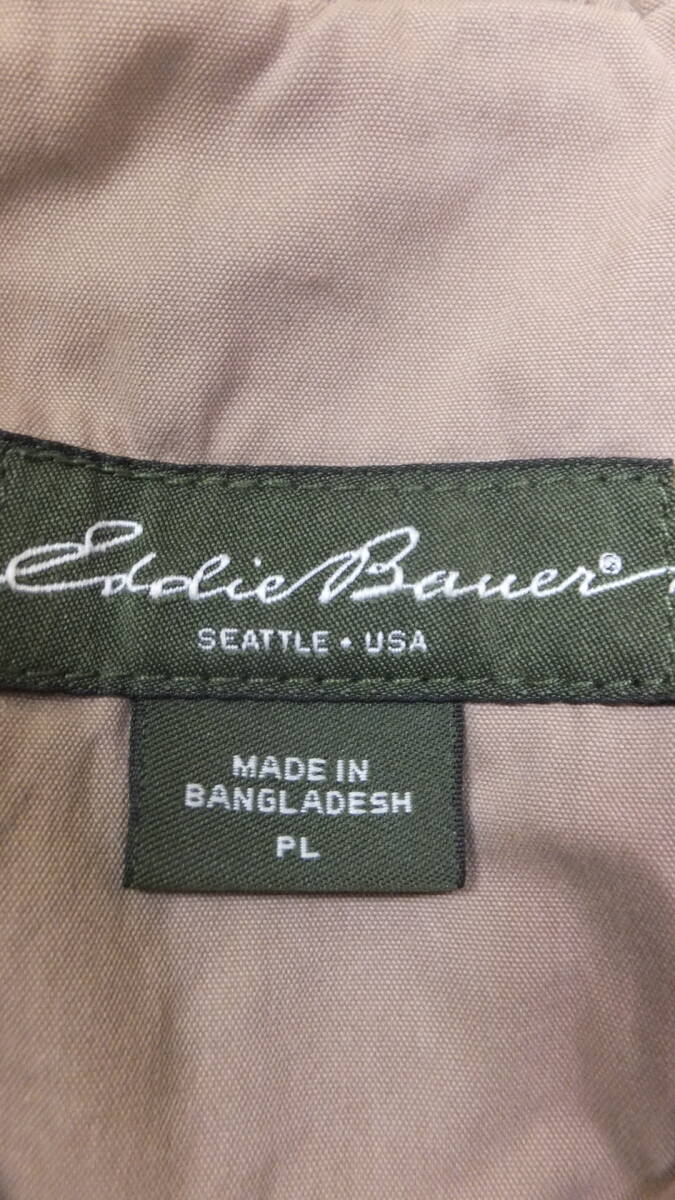 Eddie Bauer®
SEATTLE • USA
MADE IN
BANGLADESH
PL